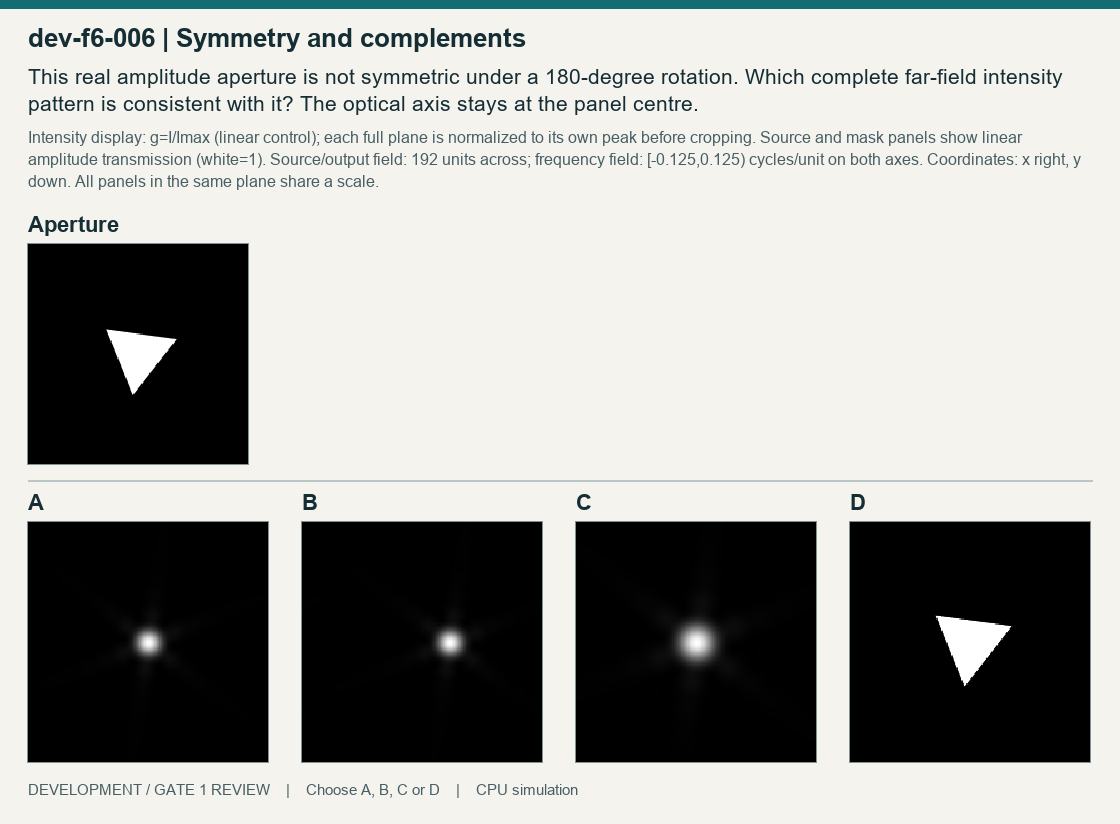 dev-f6-006 | Symmetry and complements
This real amplitude aperture is not symmetric under a 180-degree rotation. Which complete far-field intensity
pattern is consistent with it? The optical axis stays at the panel centre.
Intensity display: g=I/Imax (linear control); each full plane is normalized to its own peak before cropping. Source and mask panels show linear
amplitude transmission (white=1). Source/output field: 192 units across; frequency field: [-0.125,0.125) cycles/unit on both axes. Coordinates: x right, y
down. All panels in the same plane share a scale.
Aperture
A B C D
DEVELOPMENT / GATE 1 REVIEW | Choose A, B, C or D | CPU simulation